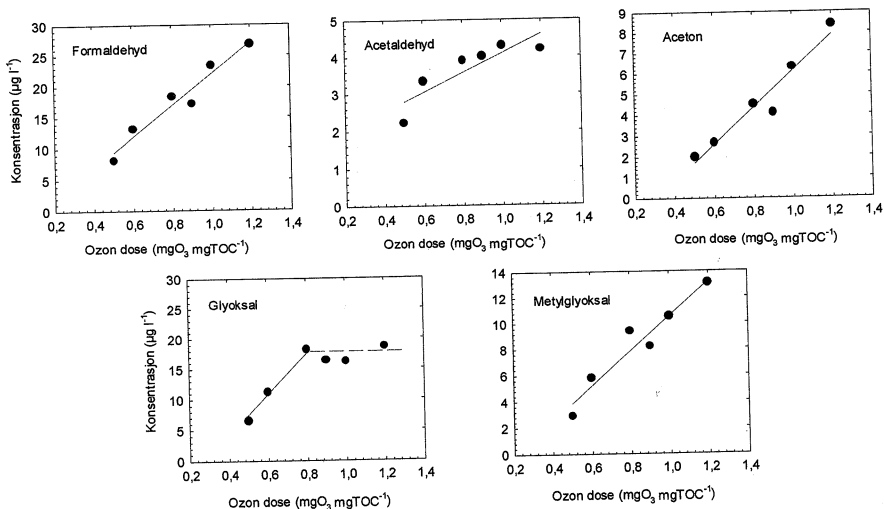 Formaldehyd
Konsentrasjon (µg l⁻¹)
30
25
20
15
10
5
0
0,2 0,4 0,6 0,8 1,0 1,2 1,4
Ozon dose (mgO₃ mgTOC⁻¹)
Acetaldehyd
5
4
3
2
1
0
0,2 0,4 0,6 0,8 1,0 1,2 1,4
Ozon dose (mgO₃ mgTOC⁻¹)
Aceton
9
8
7
6
5
4
3
2
1
0
0,2 0,4 0,6 0,8 1,0 1,2 1,4
Ozon dose (mgO₃ mgTOC⁻¹)
Glyoksal
Konsentrasjon (µg l⁻¹)
30
25
20
15
10
5
0
0,2 0,4 0,6 0,8 1,0 1,2 1,4
Ozon dose (mgO₃ mgTOC⁻¹)
Metylglyoksal
14
12
10
8
6
4
2
0
0,2 0,4 0,6 0,8 1,0 1,2 1,4
Ozon dose (mgO₃ mgTOC⁻¹)